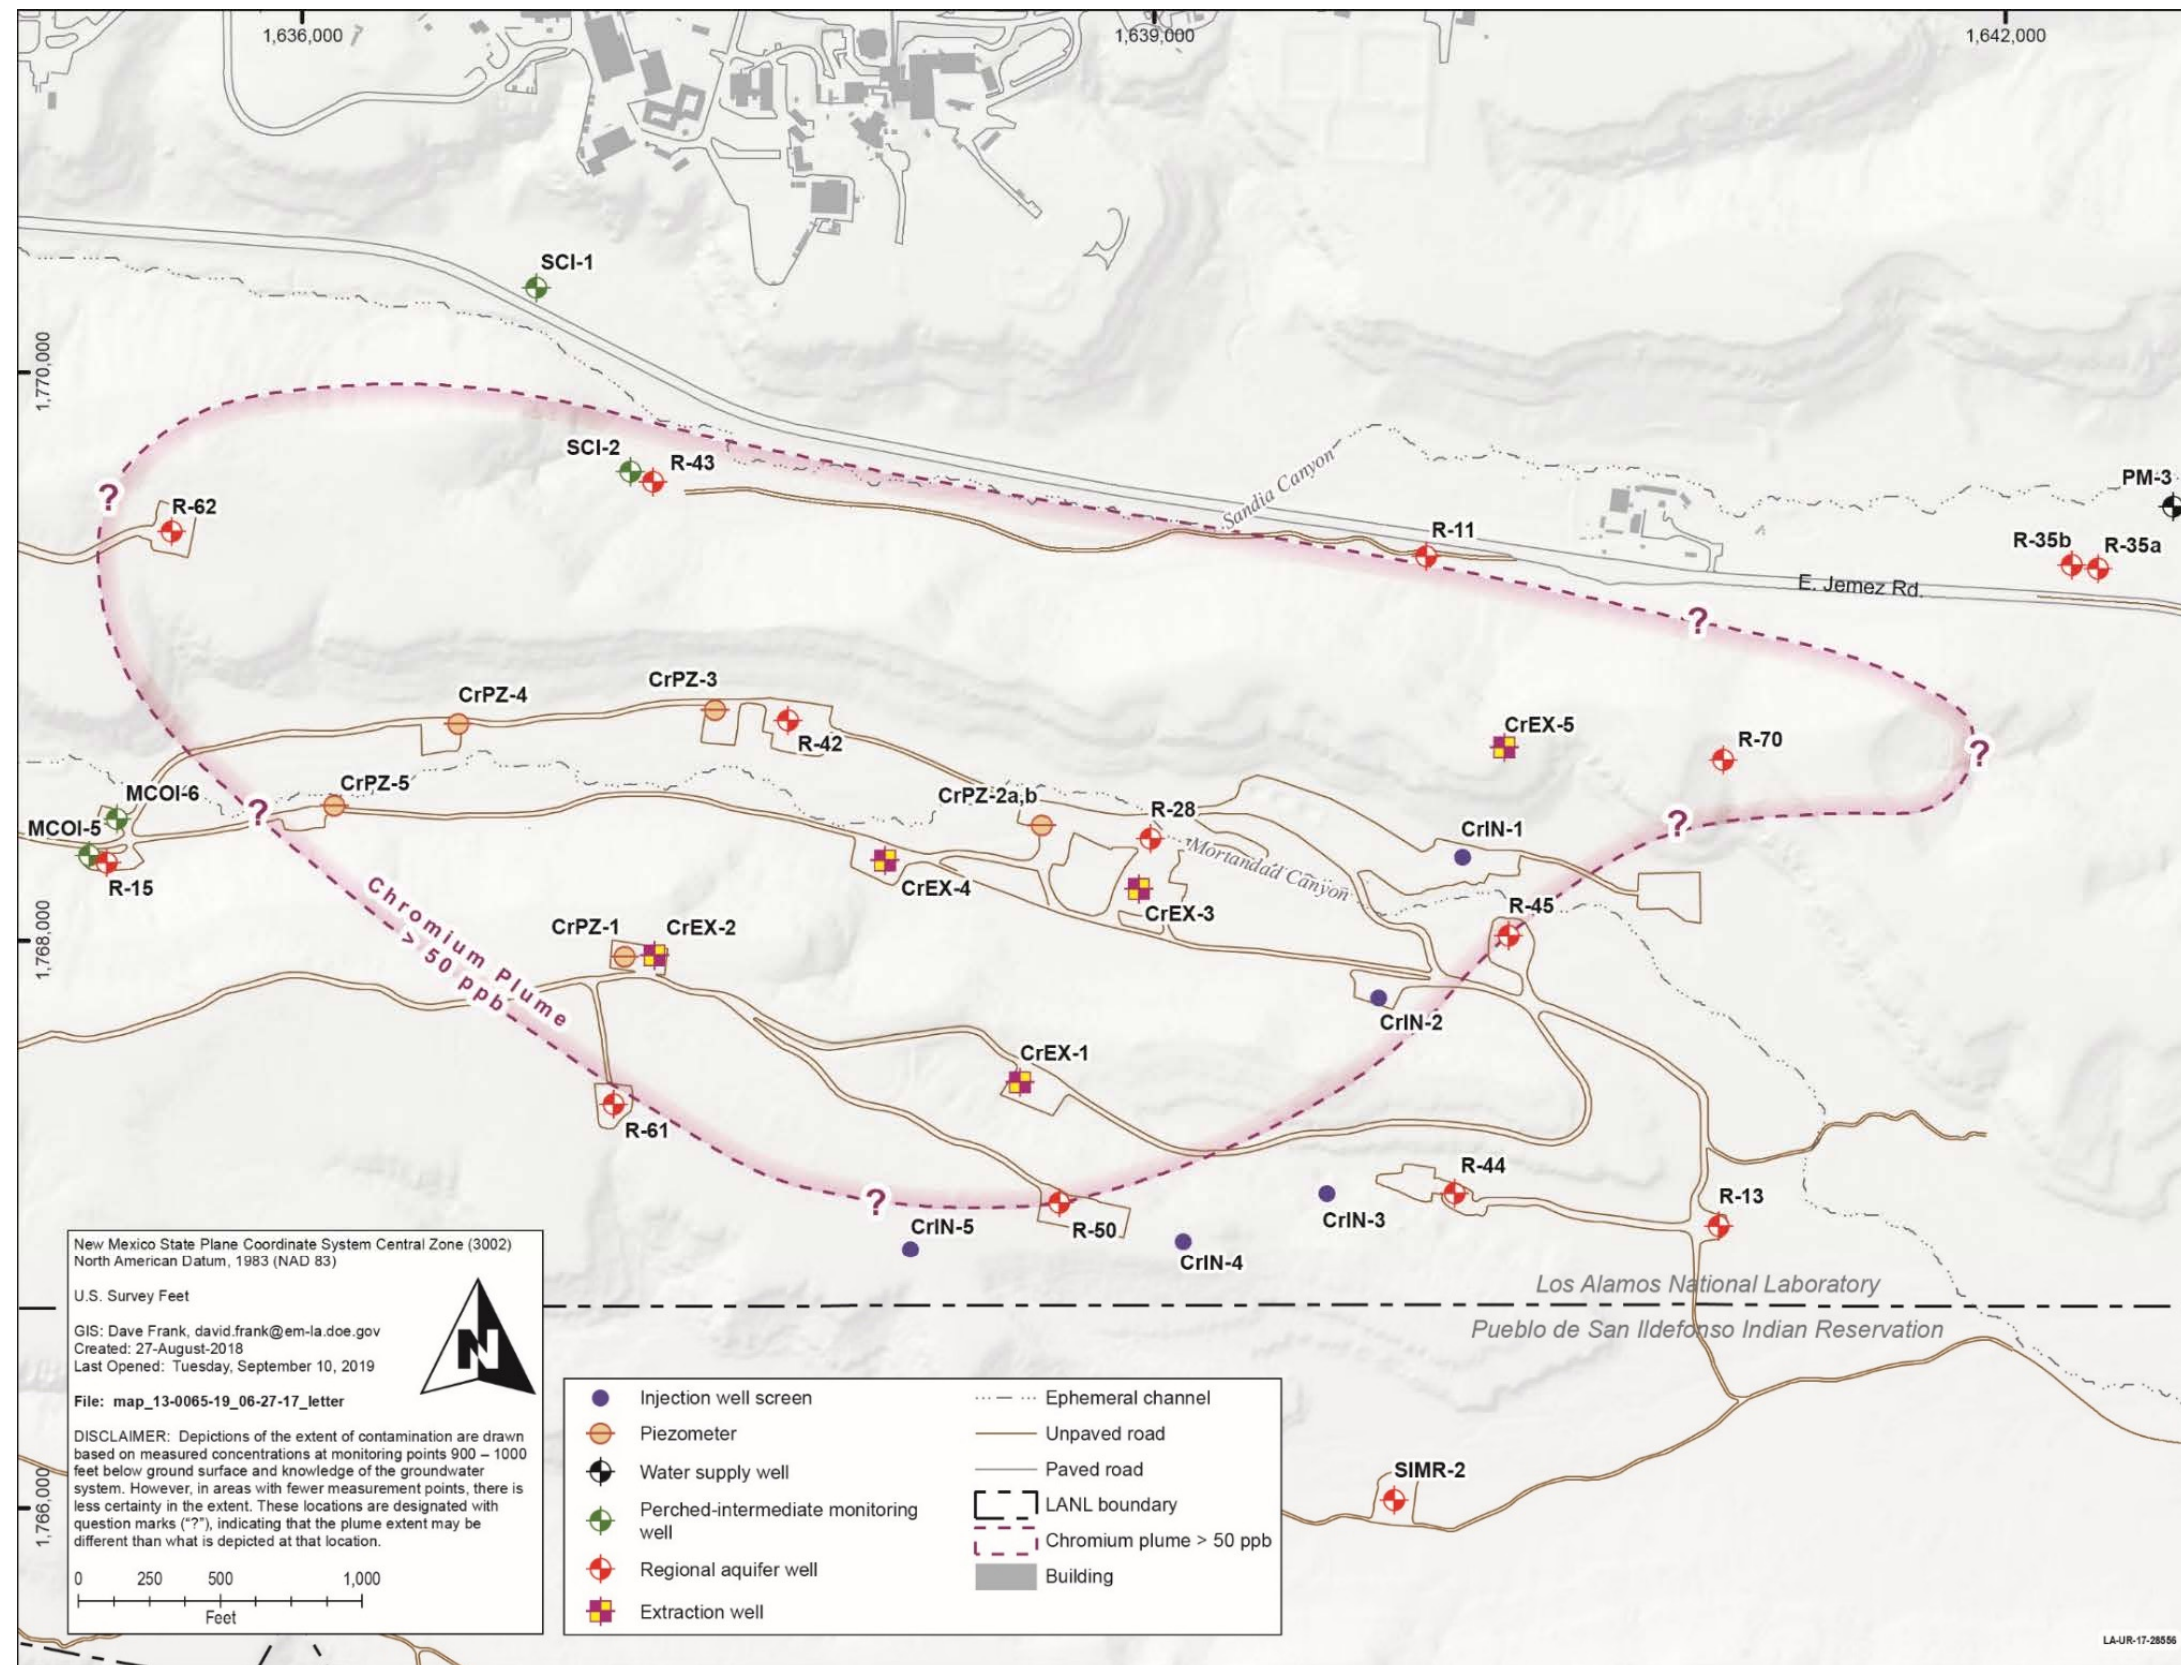 1,636,000
1,639,000
1,642,000
SCI-1
1,770,000
SCI-2
R-43
?
R-62
Sandia Canyon
R-11
PM-3
R-35b
R-35a
E. Jemez Rd.
?
CrPZ-3
CrPZ-4
R-42
CrEX-5
R-70
?
CrPZ-5
MCOI-6
?
CrPZ-2a,b
R-28
?
MCOI-5
CrIN-1
Mortandad Canyon
R-15
CrEX-4
CrEX-3
R-45
Chromium Plume
> 50 ppb
1,768,000
CrPZ-1
CrEX-2
CrIN-2
CrEX-1
R-61
R-44
?
R-13
CrIN-5
R-50
CrIN-3
CrIN-4
Los Alamos National Laboratory
Pueblo de San Ildefonso Indian Reservation
SIMR-2
1,766,000
New Mexico State Plane Coordinate System Central Zone (3002)
North American Datum, 1983 (NAD 83)
U.S. Survey Feet
GIS: Dave Frank, david.frank@em-la.doe.gov
Created: 27-August-2018
Last Opened: Tuesday, September 10, 2019
N
File: map_13-0065-19_06-27-17_letter
DISCLAIMER: Depictions of the extent of contamination are drawn
based on measured concentrations at monitoring points 900 – 1000
feet below ground surface and knowledge of the groundwater
system. However, in areas with fewer measurement points, there is
less certainty in the extent. These locations are designated with
question marks ("?"), indicating that the plume extent may be
different than what is depicted at that location.
0 250 500 1,000
Feet
Injection well screen
Piezometer
Water supply well
Perched-intermediate monitoring
well
Regional aquifer well
Extraction well
Ephemeral channel
Unpaved road
Paved road
LANL boundary
Chromium plume > 50 ppb
Building
LA-UR-17-28556